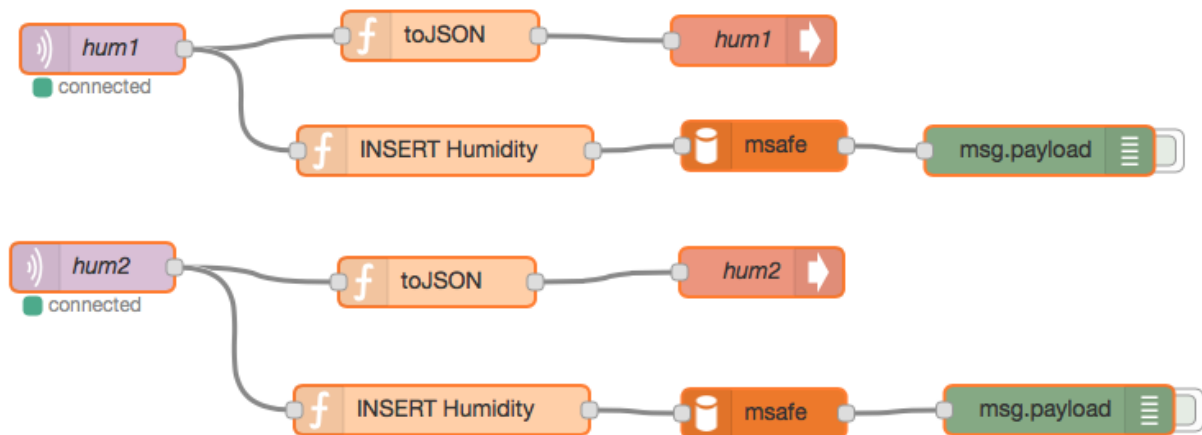 hum1
toJSON
hum1
connected
INSERT Humidity
msafe
msg.payload
hum2
toJSON
hum2
connected
INSERT Humidity
msafe
msg.payload